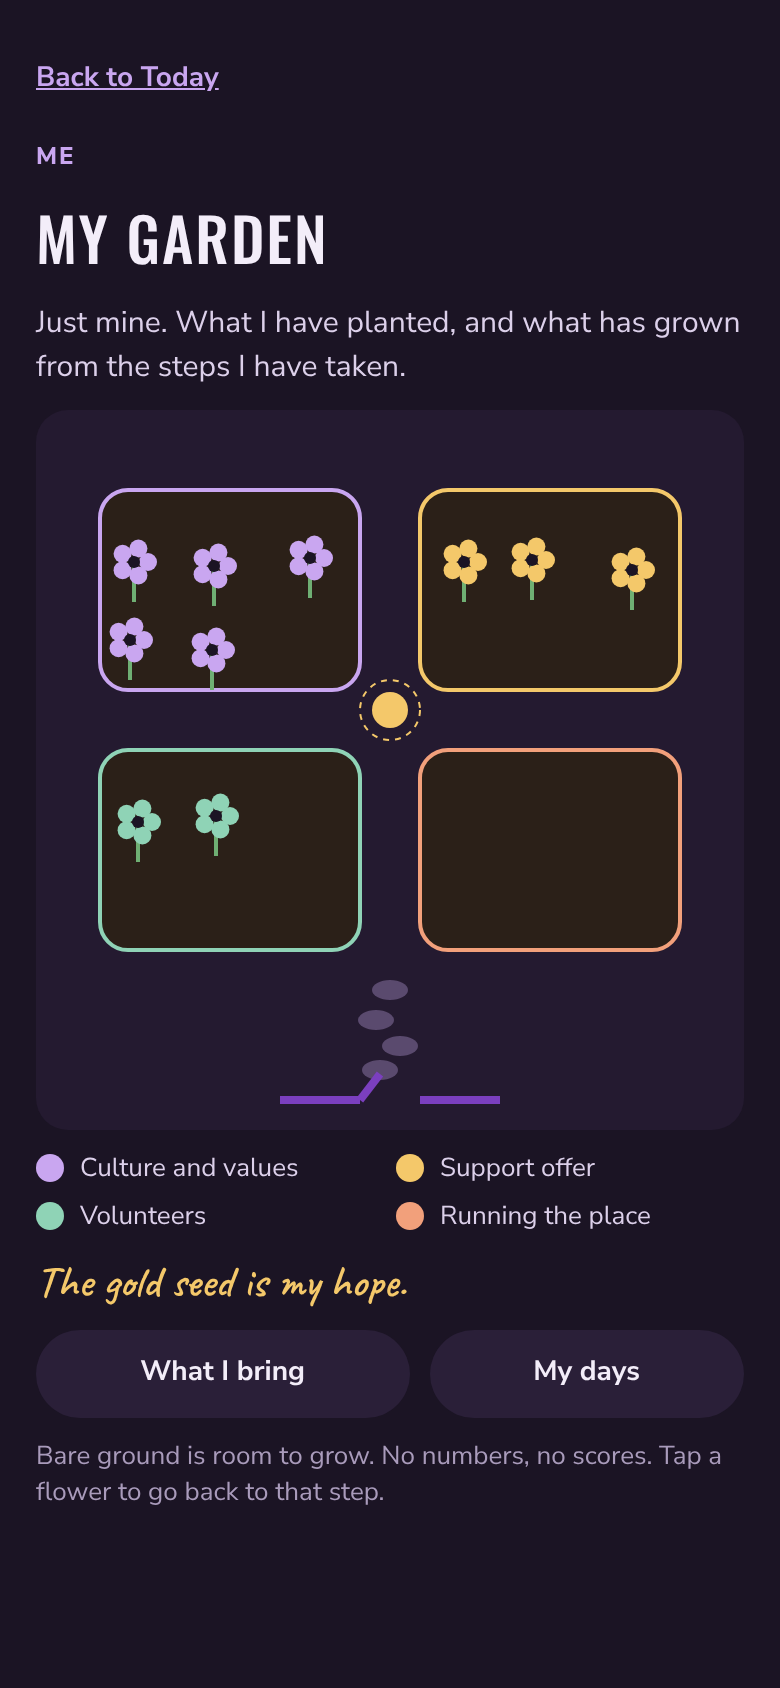 Back to Today
ME
MY GARDEN
Just mine. What I have planted, and what has grown
from the steps I have taken.
Culture and values
Support offer
Volunteers
Running the place
The gold seed is my hope.
What I bring
My days
Bare ground is room to grow. No numbers, no scores. Tap a
flower to go back to that step.